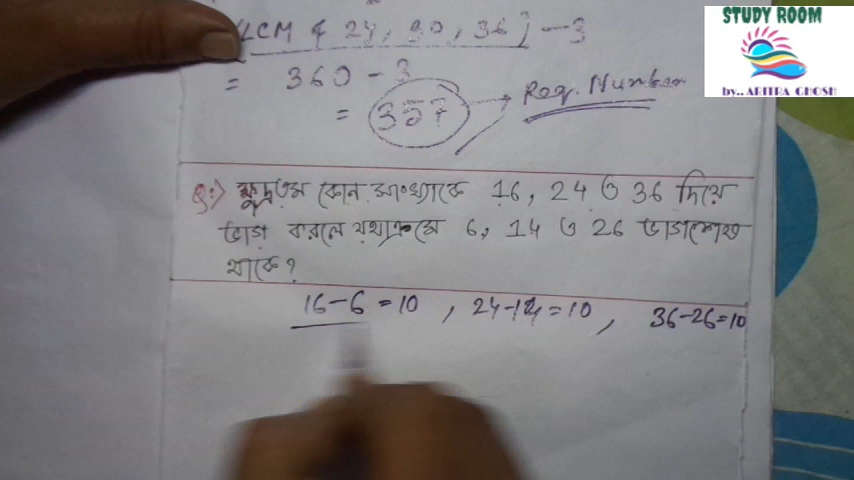 STUDY ROOM
by.. ARITRA GHOSH
LCM { 24, 30, 36 } - 3
= 360 - 3
= 357 → Req. Number
Q:> ক্ষুদ্রতম কোন সংখ্যাকে 16, 24 ও 36 দিয়ে
ভাগ করলে যথাক্রমে 6, 14 ও 26 ভাগশেষ
থাকে?
16-6=10 , 24-14=10 , 36-26=10